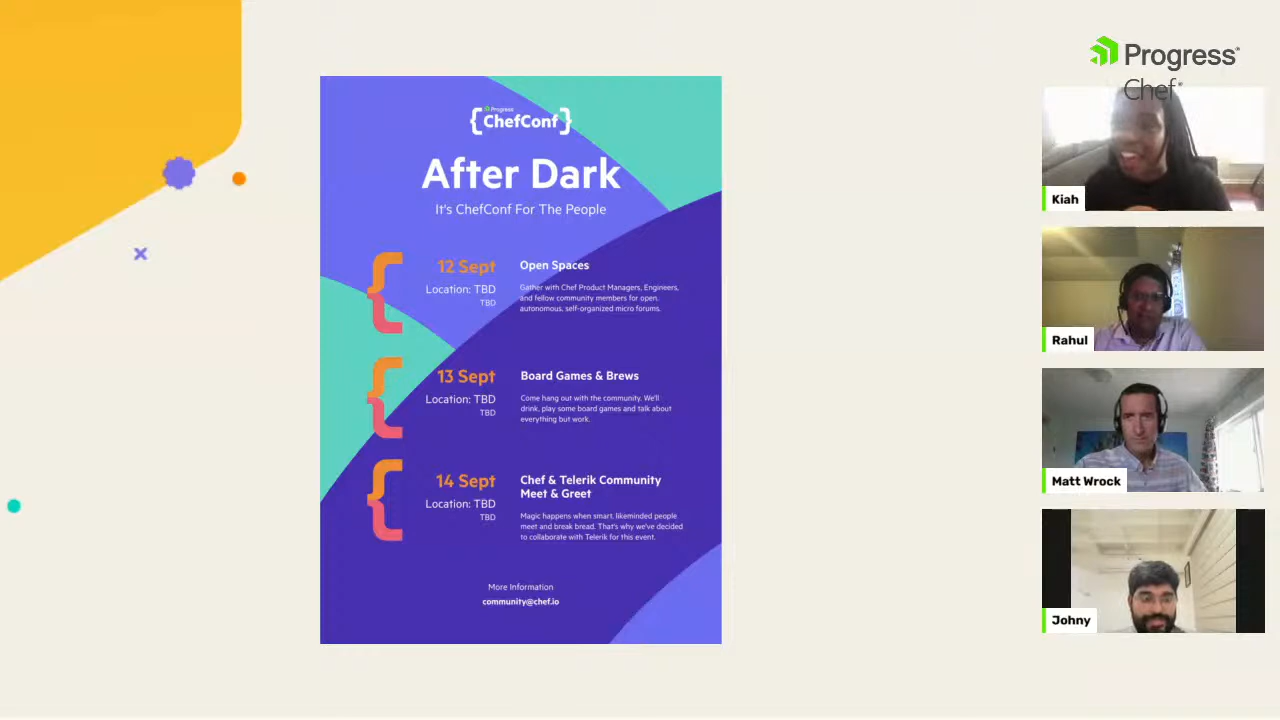 Progress®
Chef®
Progress
{ChefConf}
After Dark
It's ChefConf For The People
12 Sept
Location: TBD
TBD
Open Spaces
Gather with Chef Product Managers, Engineers,
and fellow community members for open,
autonomous, self-organized micro forums.
13 Sept
Location: TBD
TBD
Board Games & Brews
Come hang out with the community. We'll
drink, play some board games and talk about
everything but work.
14 Sept
Location: TBD
TBD
Chef & Telerik Community
Meet & Greet
Magic happens when smart, likeminded people
meet and break bread. That's why we've decided
to collaborate with Telerik for this event.
More Information
community@chef.io
Kiah
Rahul
Matt Wrock
Johny